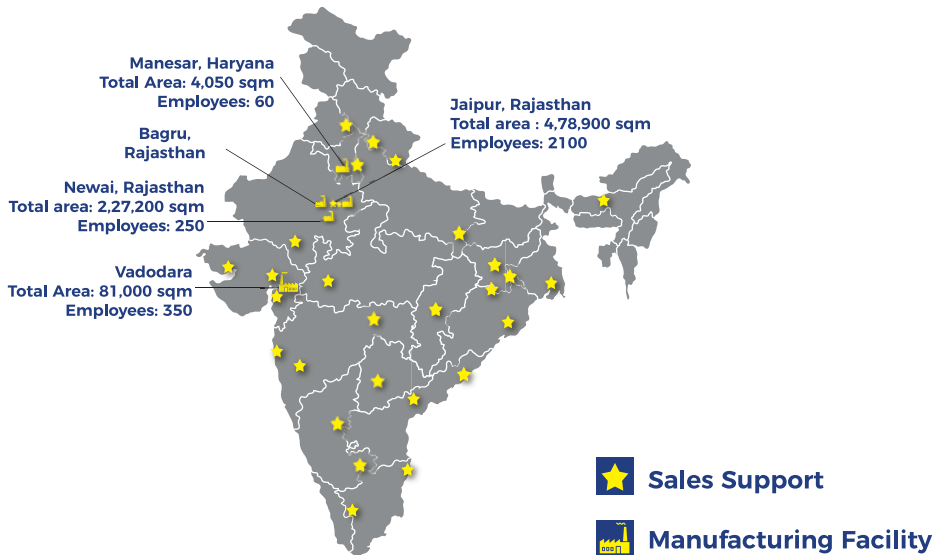 Manesar, Haryana
Total Area: 4,050 sqm
Employees: 60
Jaipur, Rajasthan
Total area : 4,78,900 sqm
Employees: 2100
Bagru,
Rajasthan
Newai, Rajasthan
Total area: 2,27,200 sqm
Employees: 250
Vadodara
Total Area: 81,000 sqm
Employees: 350
Sales Support
Manufacturing Facility